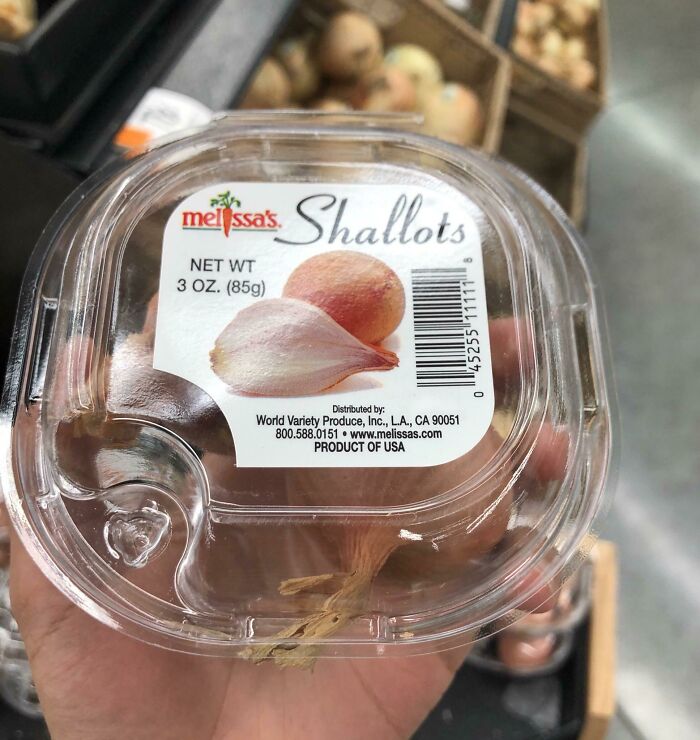 melissa's. Shallots
NET WT
3 OZ. (85g)
0 45255 11111 8
Distributed by:
World Variety Produce, Inc., L.A., CA 90051
800.588.0151 • www.melissas.com
PRODUCT OF USA